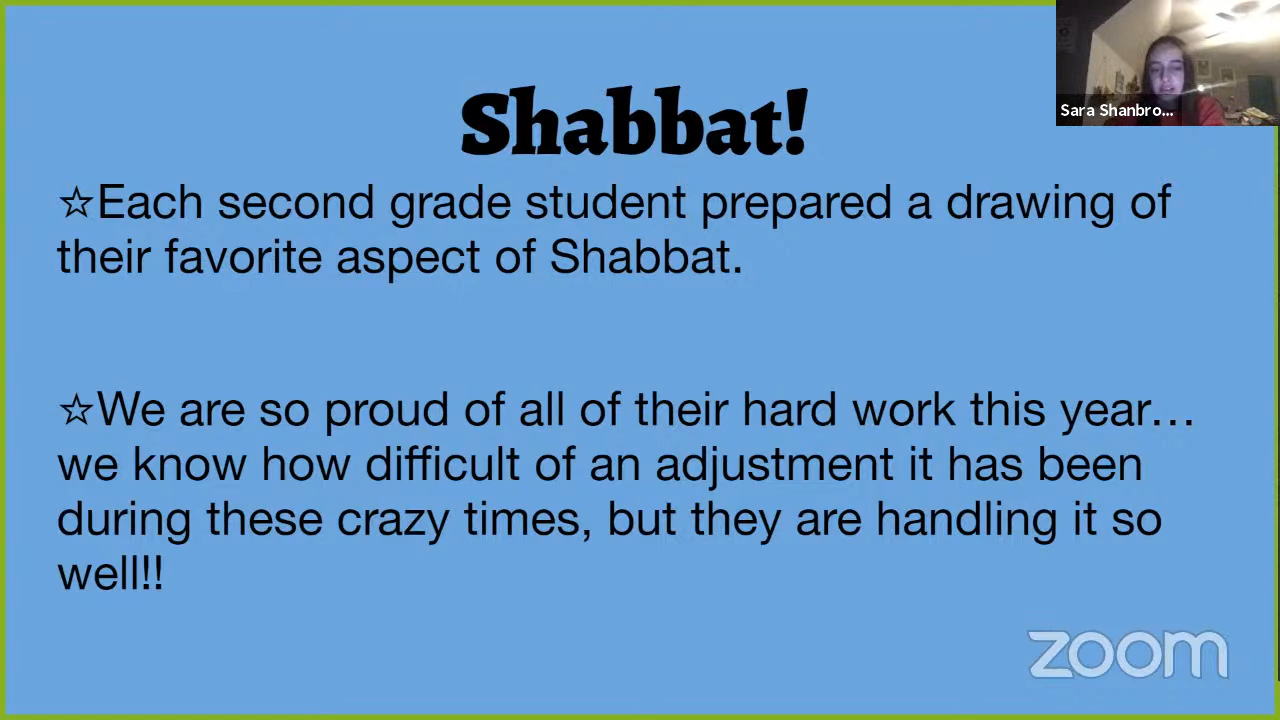 Shabbat!
☆Each second grade student prepared a drawing of
their favorite aspect of Shabbat.
☆We are so proud of all of their hard work this year…
we know how difficult of an adjustment it has been
during these crazy times, but they are handling it so
well!!
Sara Shanbro...
zoom